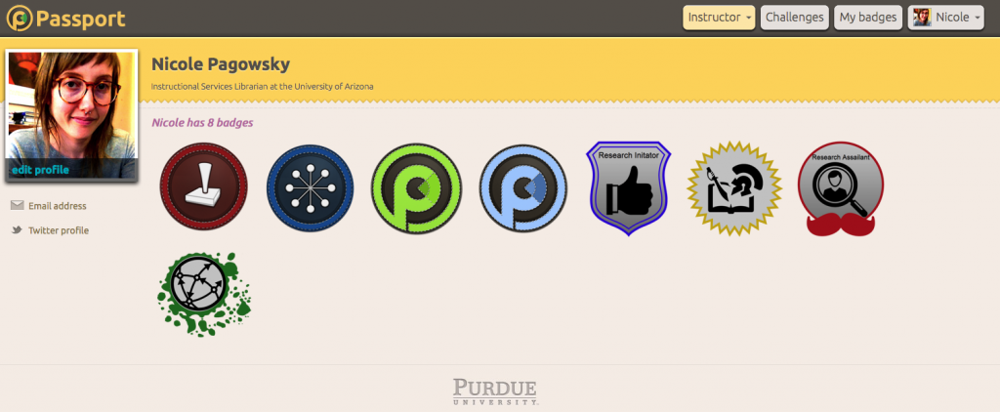 Passport
Instructor
Challenges
My badges
Nicole
Nicole Pagowsky
Instructional Services Librarian at the University of Arizona
Nicole has 8 badges
edit profile
Research Initator
Research Assailant
Email address
Twitter profile
PURDUE
UNIVERSITY.